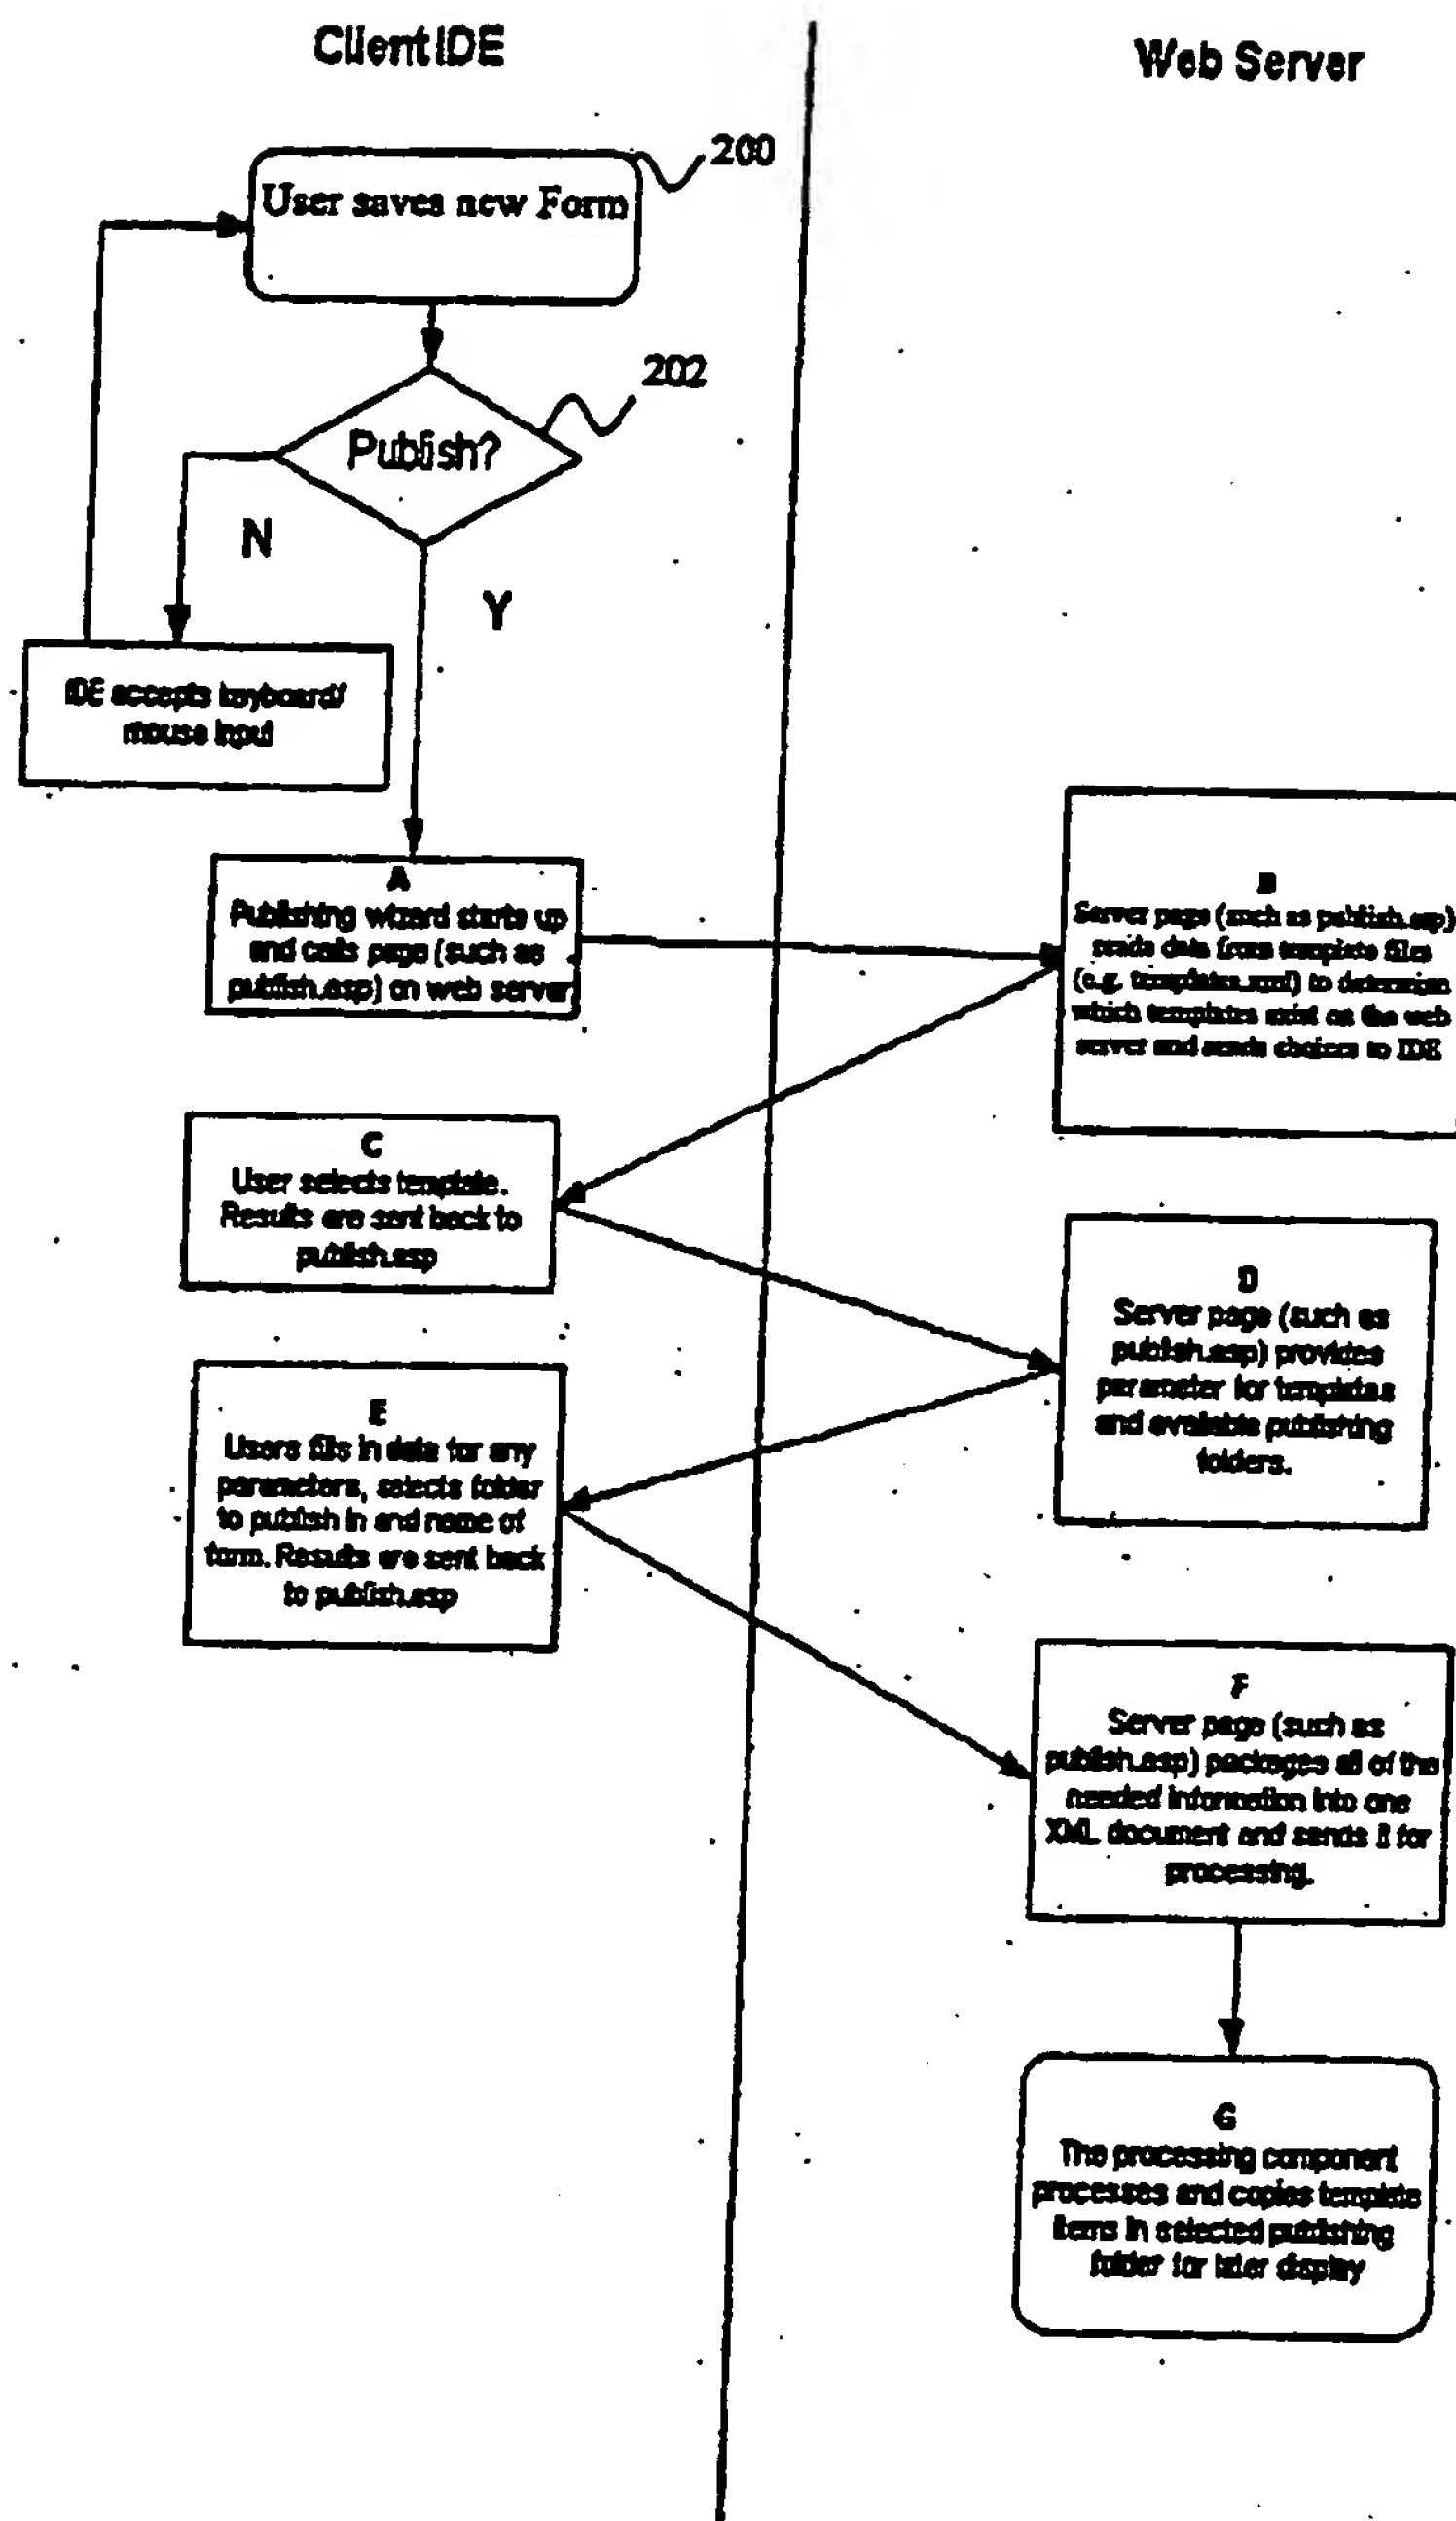 Client IDE
Web Server
200
User saves new Form
202
Publish?
N
Y
IDE accepts keyboard/
mouse input
A
Publishing wizard starts up
and calls page (such as
publish.asp) on web server
B
Server page (such as publish.asp)
reads data from template files
(e.g. templates.xml) to determine
which templates exist on the web
server and sends choices to IDE
C
User selects template.
Results are sent back to
publish.asp
D
Server page (such as
publish.asp) provides
parameter for templates
and available publishing
folders.
E
Users fills in data for any
parameters, selects folder
to publish in and name of
form. Results are sent back
to publish.asp
F
Server page (such as
publish.asp) packages all of the
needed information into one
XML document and sends it for
processing.
G
The processing component
processes and copies template
items in selected publishing
folder for later display